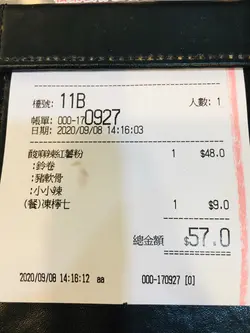 檯號: 11B 人數: 1
帳單: 000-170927
日期: 2020/09/08 14:16:03
酸麻辣紅薯粉 1 $48.0
:鈴卷
:豬軟骨
:小小辣
(餐)凍檸七 1 $9.0
總金額 $57.0
2020/09/08 14:16:12 aa 000-170927 [0]